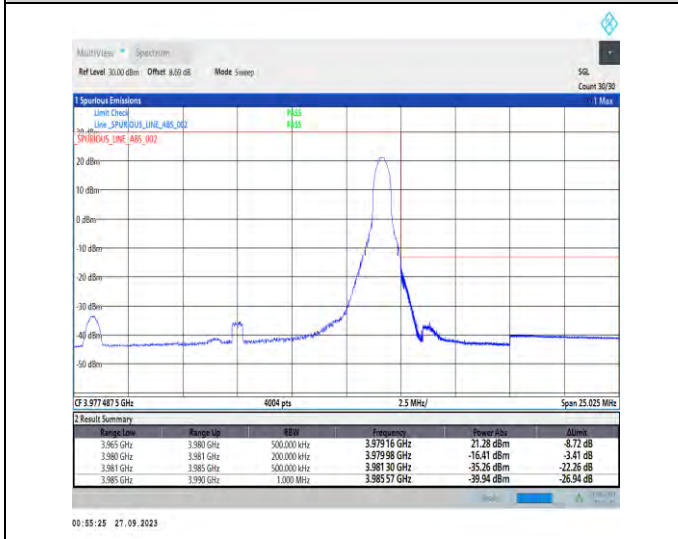 MultiView Spectrum
Ref Level 30.00 dBm Offset 8.69 dB Mode Sweep SGL
Count 30/30
1 Spurious Emissions 1 Max
Limit Check PASS
Line _SPURIOUS_LINE_ABS_002 PASS
_SPURIOUS_LINE_ABS_002
20 dBm
10 dBm
0 dBm
-10 dBm
-20 dBm
-30 dBm
-40 dBm
-50 dBm
CF 3.977 487 5 GHz 4004 pts 2.5 MHz/ Span 25.025 MHz
2 Result Summary
Range Low Range Up RBW Frequency Power Abs ΔLimit
3.965 GHz 3.980 GHz 500.000 kHz 3.979 16 GHz 21.28 dBm -8.72 dB
3.980 GHz 3.981 GHz 200.000 kHz 3.979 98 GHz -16.41 dBm -3.41 dB
3.981 GHz 3.985 GHz 500.000 kHz 3.981 30 GHz -35.26 dBm -22.26 dB
3.985 GHz 3.990 GHz 1.000 MHz 3.985 57 GHz -39.94 dBm -26.94 dB
00:55:25 27.09.2023